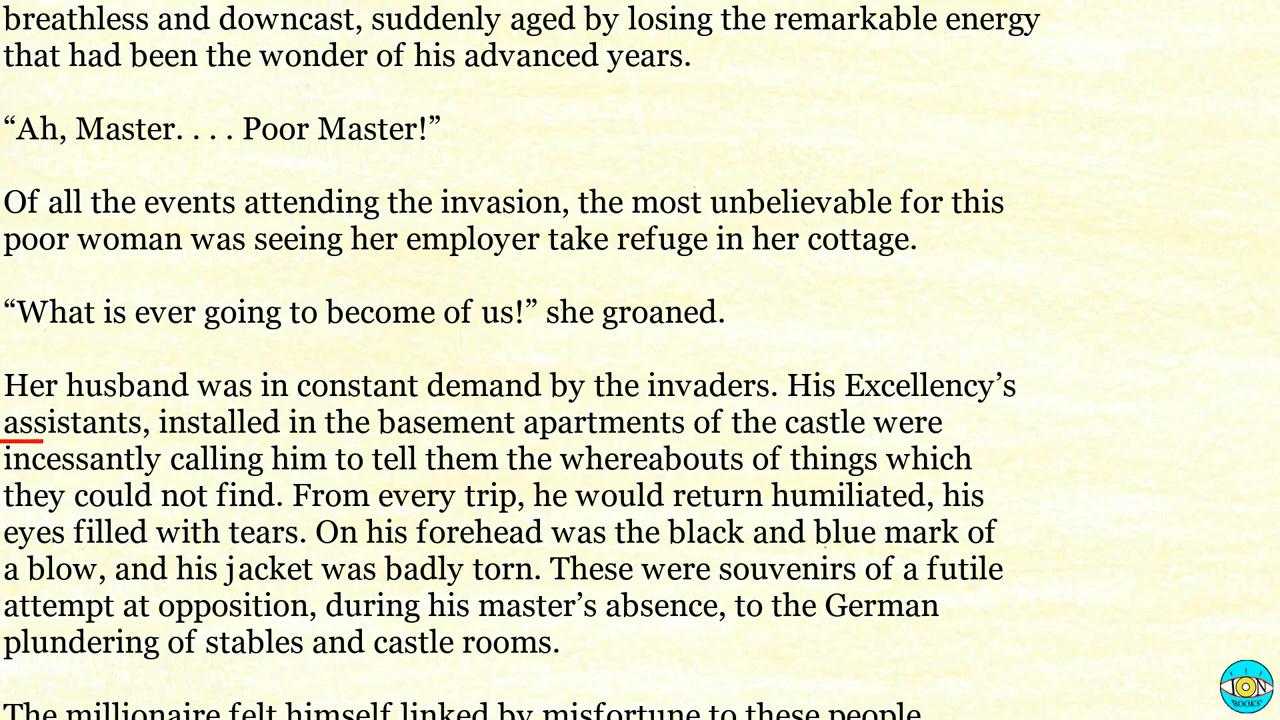 breathless and downcast, suddenly aged by losing the remarkable energy
that had been the wonder of his advanced years.
“Ah, Master. . . . Poor Master!”
Of all the events attending the invasion, the most unbelievable for this
poor woman was seeing her employer take refuge in her cottage.
“What is ever going to become of us!” she groaned.
Her husband was in constant demand by the invaders. His Excellency’s
assistants, installed in the basement apartments of the castle were
incessantly calling him to tell them the whereabouts of things which
they could not find. From every trip, he would return humiliated, his
eyes filled with tears. On his forehead was the black and blue mark of
a blow, and his jacket was badly torn. These were souvenirs of a futile
attempt at opposition, during his master’s absence, to the German
plundering of stables and castle rooms.
The millionaire felt himself linked by misfortune to these people
ION
BOOKS